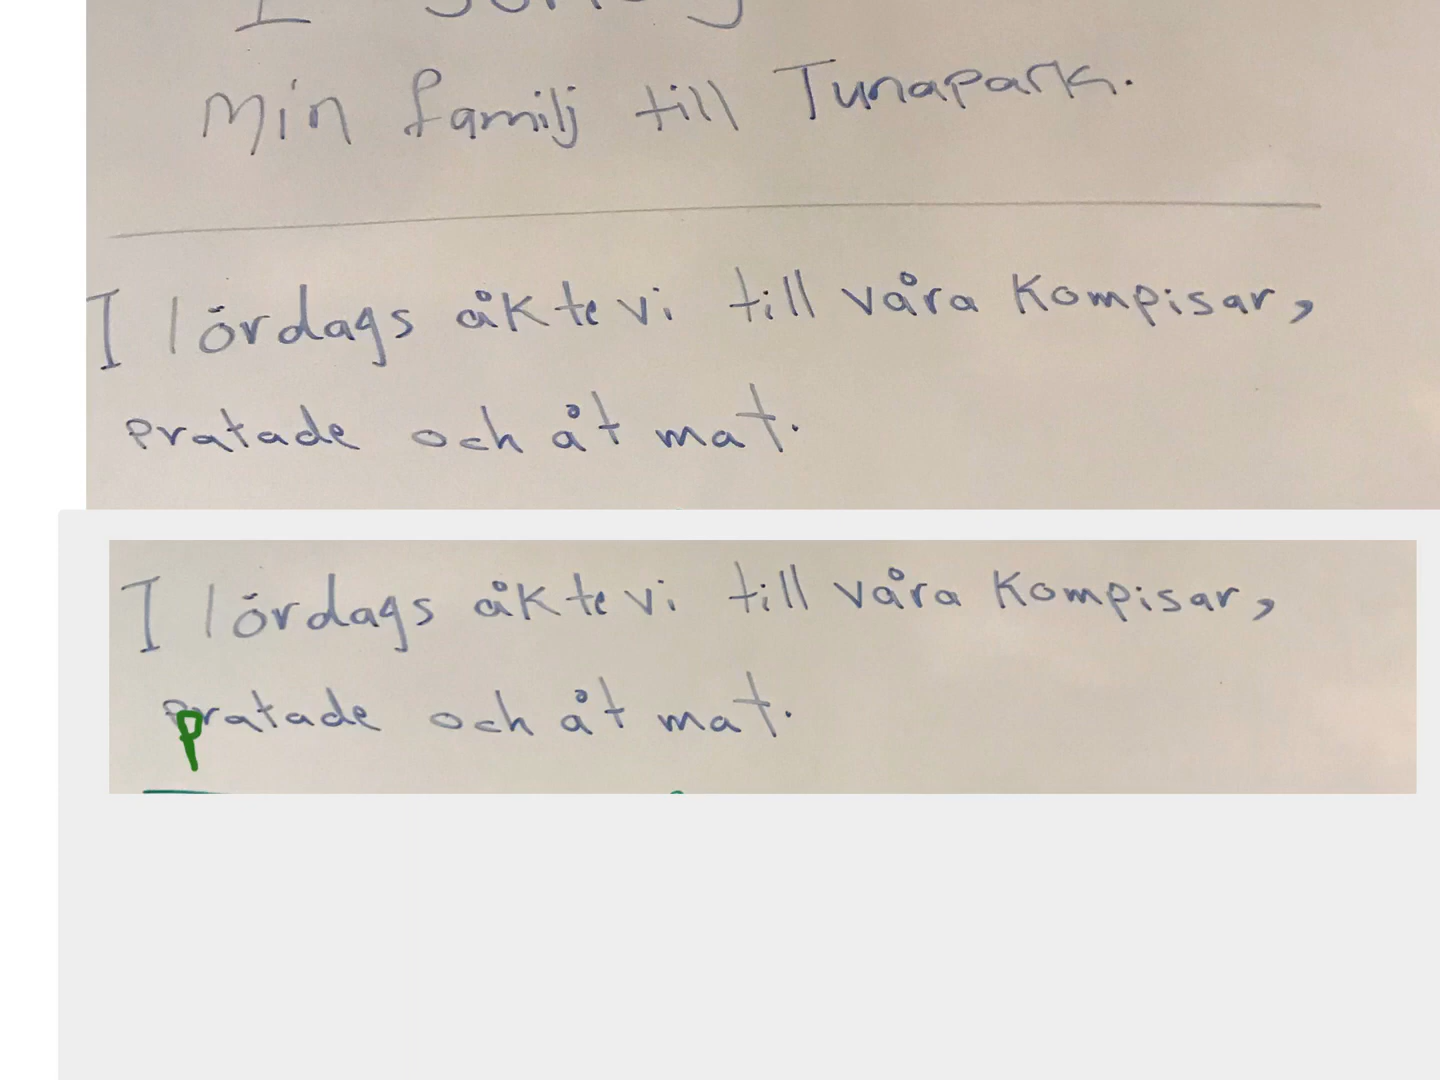 min familj till Tunapark.
I lördags åkte vi till våra kompisar,
pratade och åt mat.
I lördags åkte vi till våra kompisar,
pratade och åt mat.